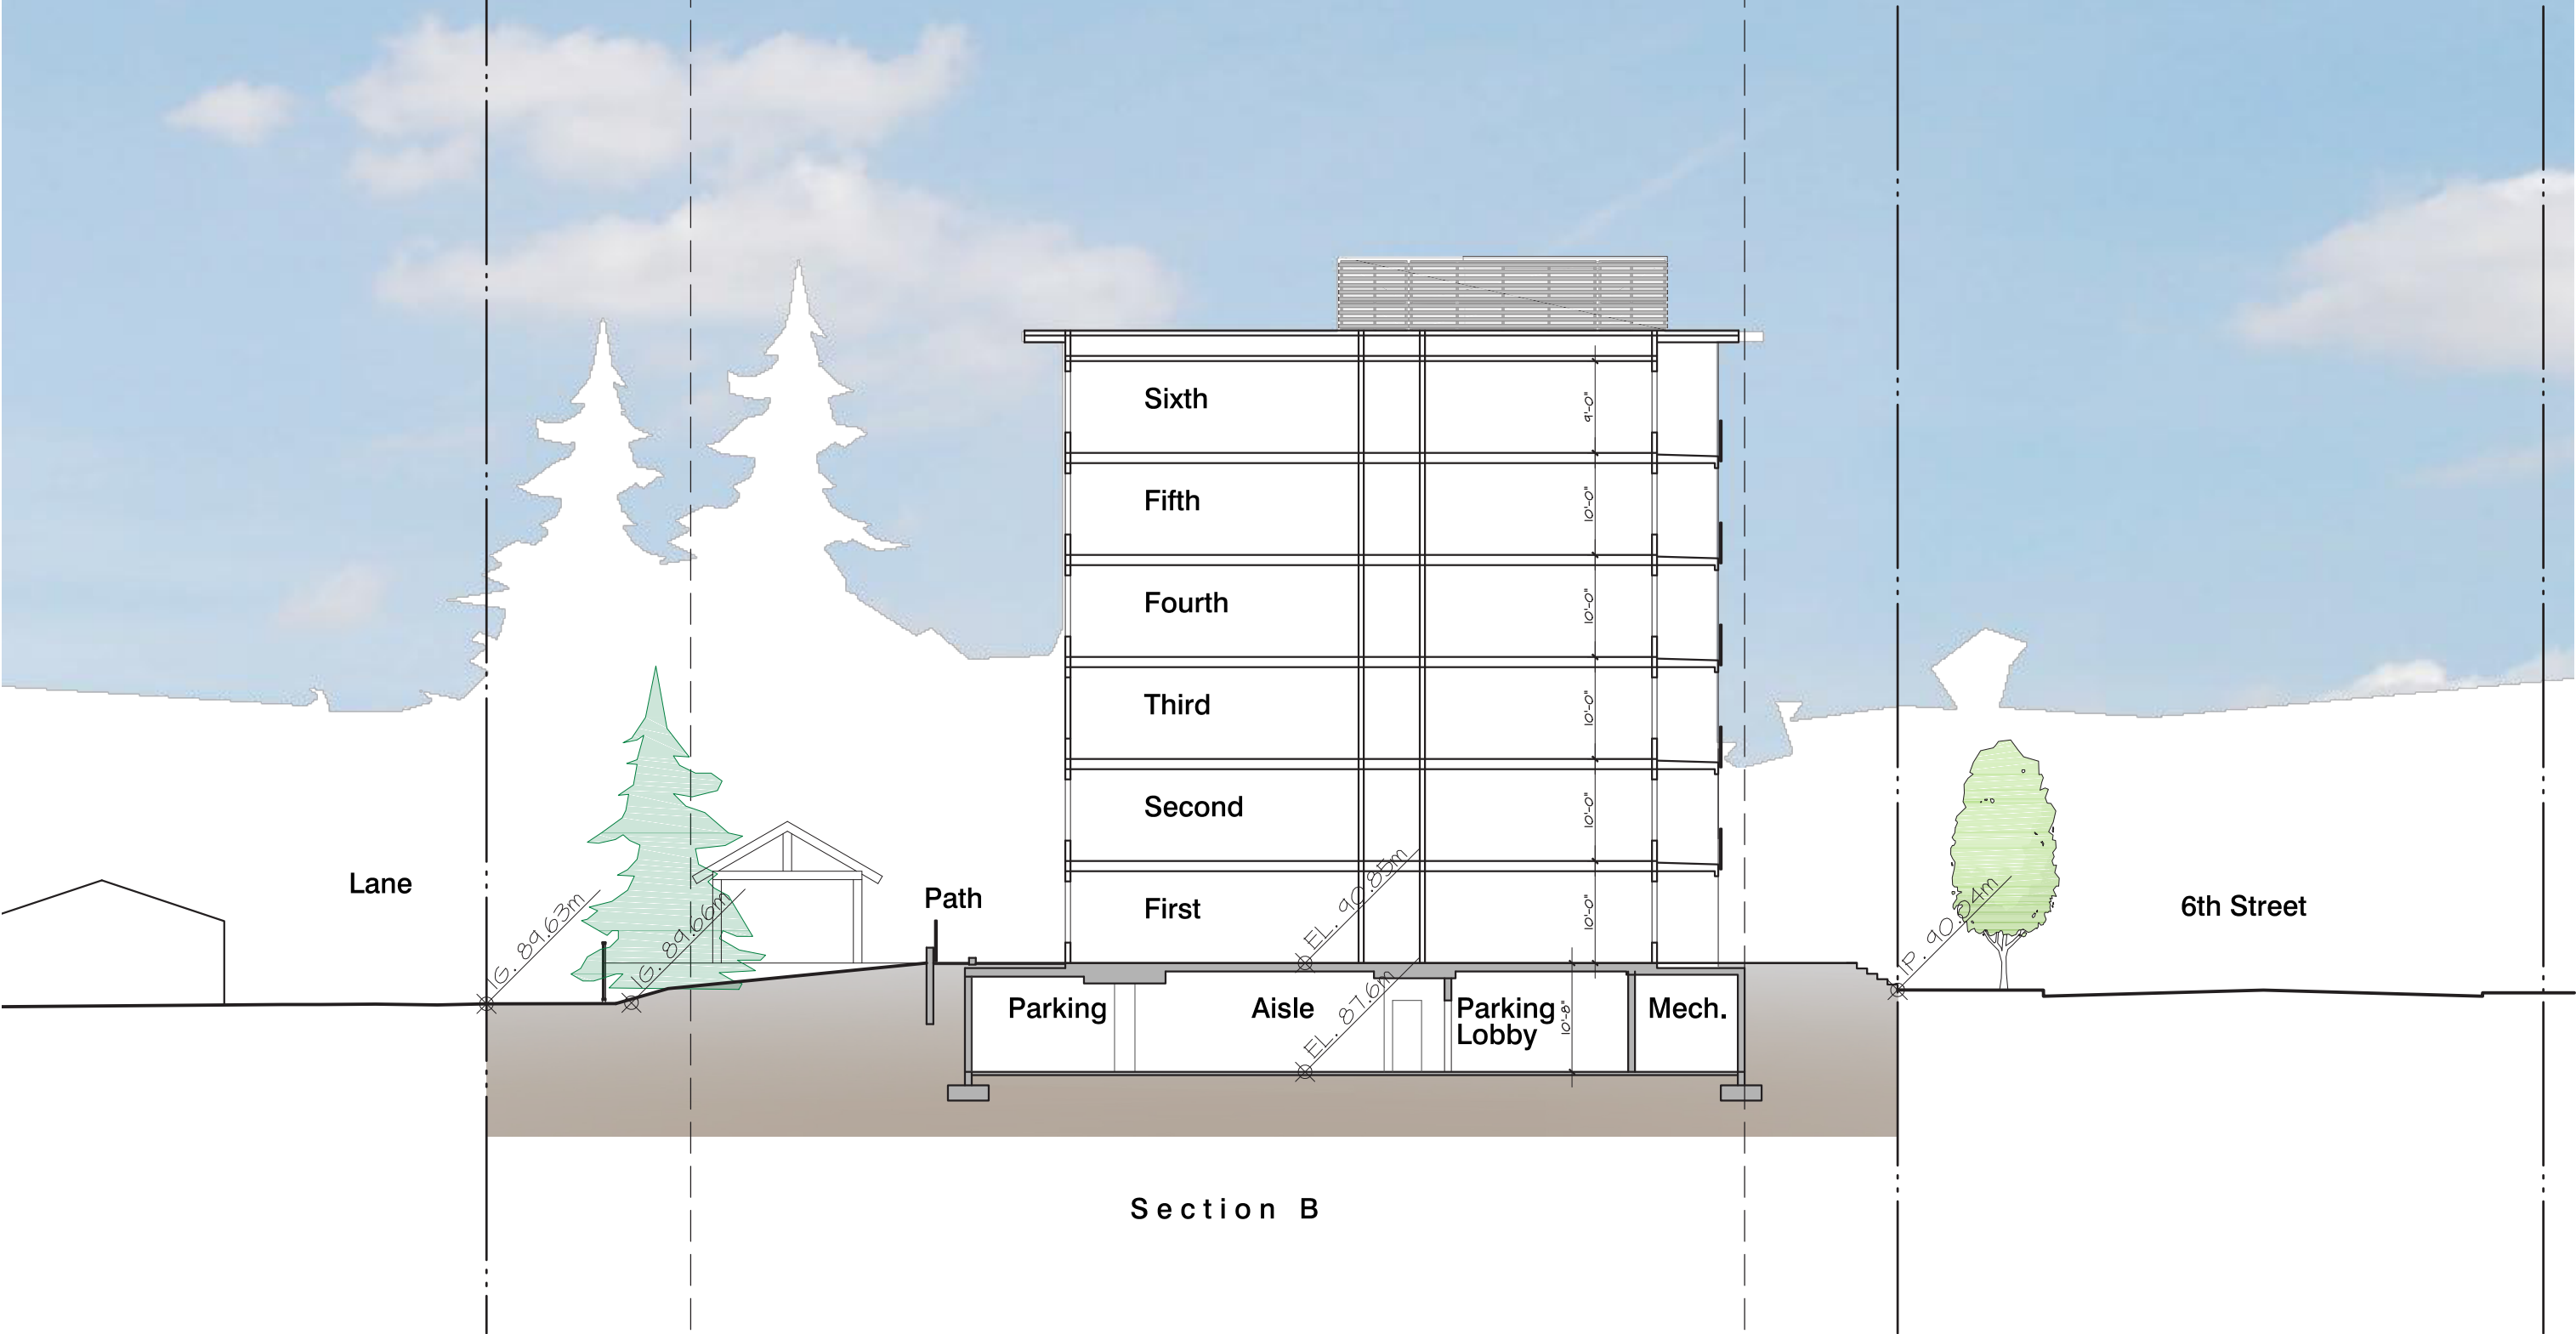 Sixth
9'-0"
Fifth
10'-0"
Fourth
10'-0"
Third
10'-0"
Second
10'-0"
Lane
Path
First
10'-0"
6th Street
IG. 89.63m
IG. 89.66m
EL. 90.85m
IP. 90.04m
Parking
Aisle
EL. 87.6m
Parking
Lobby
10'-8"
Mech.
Section B